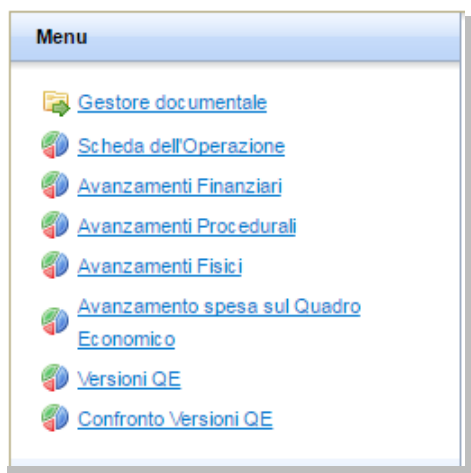 Menu
Gestore documentale
Scheda dell'Operazione
Avanzamenti Finanziari
Avanzamenti Procedurali
Avanzamenti Fisici
Avanzamento spesa sul Quadro
Economico
Versioni QE
Confronto Versioni QE